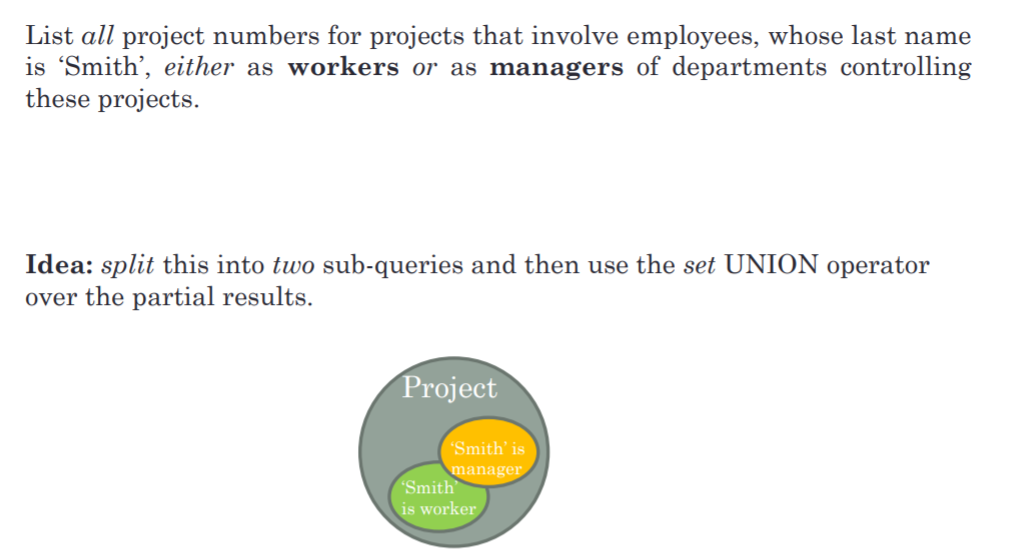 List all project numbers for projects that involve employees, whose last name
is ‘Smith’, either as workers or as managers of departments controlling
these projects.
Idea: split this into two sub-queries and then use the set UNION operator
over the partial results.
Project
‘Smith’ is
manager
‘Smith’
is worker